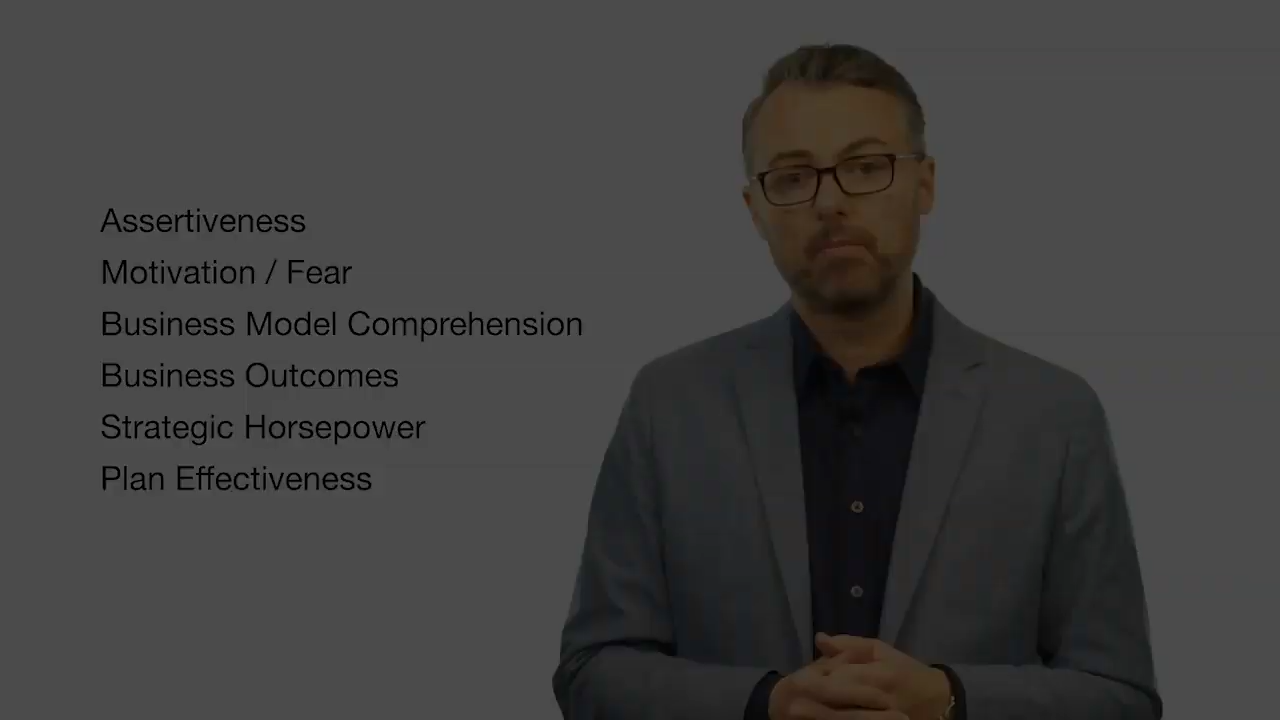 Assertiveness
Motivation / Fear
Business Model Comprehension
Business Outcomes
Strategic Horsepower
Plan Effectiveness